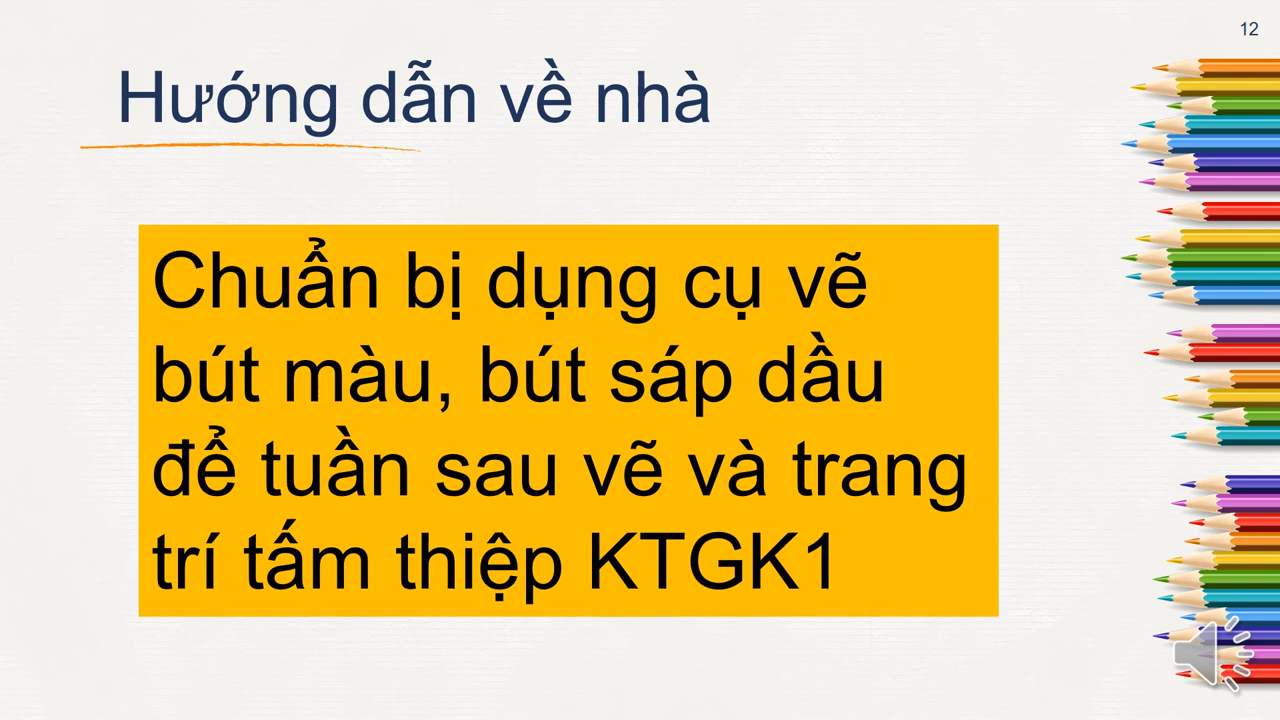 12
Hướng dẫn về nhà
Chuẩn bị dụng cụ vẽ
bút màu, bút sáp dầu
để tuần sau vẽ và trang
trí tấm thiệp KTGK1